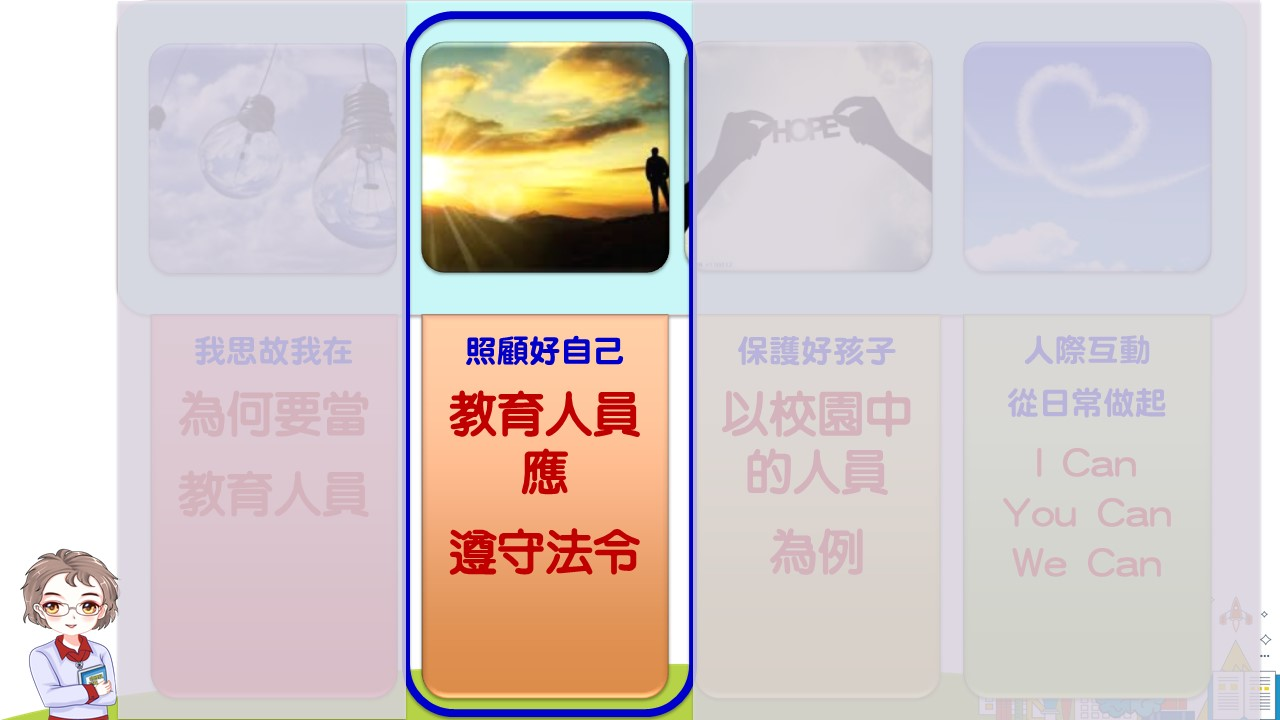 我思故我在
為何要當
教育人員
照顧好自己
教育人員
應
遵守法令
HOPE
保護好孩子
以校園中
的人員
為例
人際互動
從日常做起
I Can
You Can
We Can